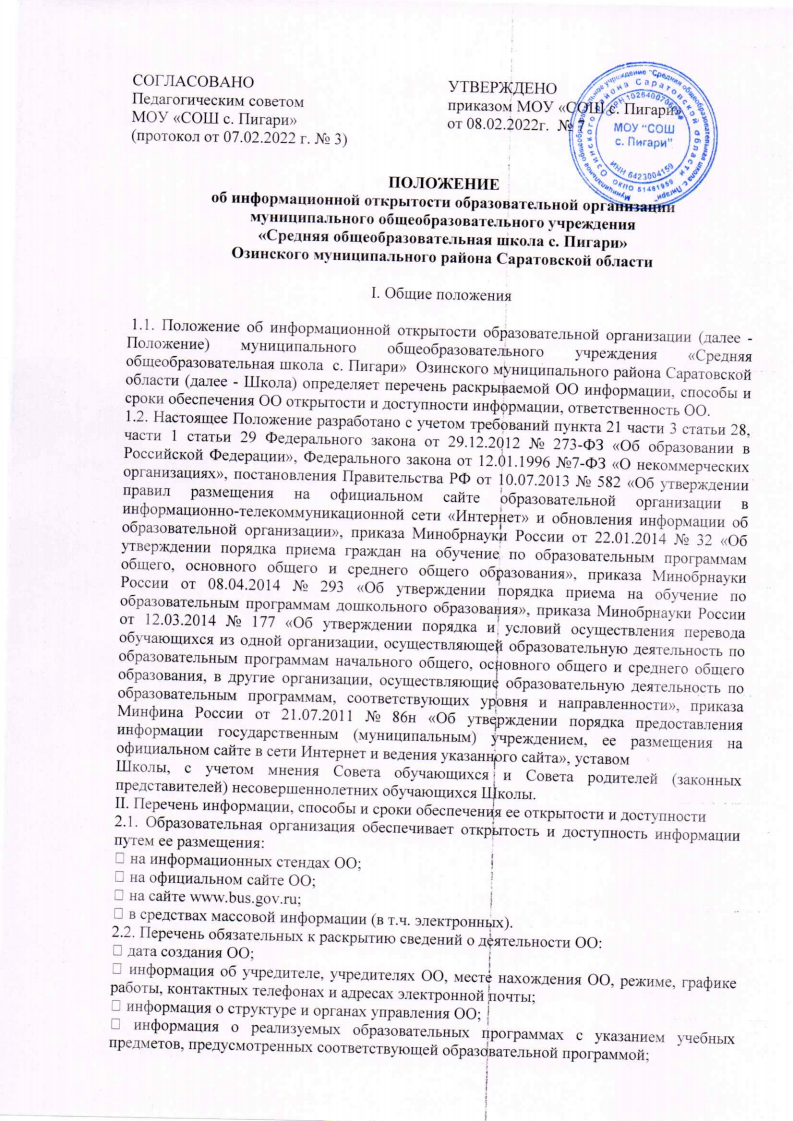 СОГЛАСОВАНО
Педагогическим советом
МОУ «СОШ с. Пигари»
(протокол от 07.02.2022 г. № 3)
УТВЕРЖДЕНО
приказом МОУ «СОШ с. Пигари»
от 08.02.2022г. № 7
МОУ "СОШ
с. Пигари"
ИНН 6423004159
ОКПО 51481959
ПОЛОЖЕНИЕ
об информационной открытости образовательной организации
муниципального общеобразовательного учреждения
«Средняя общеобразовательная школа с. Пигари»
Озинского муниципального района Саратовской области
I. Общие положения
1.1. Положение об информационной открытости образовательной организации (далее -
Положение) муниципального общеобразовательного учреждения «Средняя
общеобразовательная школа с. Пигари» Озинского муниципального района Саратовской
области (далее - Школа) определяет перечень раскрываемой ОО информации, способы и
сроки обеспечения ОО открытости и доступности информации, ответственность ОО.
1.2. Настоящее Положение разработано с учетом требований пункта 21 части 3 статьи 28,
части 1 статьи 29 Федерального закона от 29.12.2012 № 273-ФЗ «Об образовании в
Российской Федерации», Федерального закона от 12.01.1996 №7-ФЗ «О некоммерческих
организациях», постановления Правительства РФ от 10.07.2013 № 582 «Об утверждении
правил размещения на официальном сайте образовательной организации в
информационно-телекоммуникационной сети «Интернет» и обновления информации об
образовательной организации», приказа Минобрнауки России от 22.01.2014 № 32 «Об
утверждении порядка приема граждан на обучение по образовательным программам
общего, основного общего и среднего общего образования», приказа Минобрнауки
России от 08.04.2014 № 293 «Об утверждении порядка приема на обучение по
образовательным программам дошкольного образования», приказа Минобрнауки России
от 12.03.2014 № 177 «Об утверждении порядка и условий осуществления перевода
обучающихся из одной организации, осуществляющей образовательную деятельность по
образовательным программам начального общего, основного общего и среднего общего
образования, в другие организации, осуществляющие образовательную деятельность по
образовательным программам, соответствующих уровня и направленности», приказа
Минфина России от 21.07.2011 № 86н «Об утверждении порядка предоставления
информации государственным (муниципальным) учреждением, ее размещения на
официальном сайте в сети Интернет и ведения указанного сайта», уставом
Школы, с учетом мнения Совета обучающихся и Совета родителей (законных
представителей) несовершеннолетних обучающихся Школы.
II. Перечень информации, способы и сроки обеспечения ее открытости и доступности
2.1. Образовательная организация обеспечивает открытость и доступность информации
путем ее размещения:
 на информационных стендах ОО;
 на официальном сайте ОО;
 на сайте www.bus.gov.ru;
 в средствах массовой информации (в т.ч. электронных).
2.2. Перечень обязательных к раскрытию сведений о деятельности ОО:
 дата создания ОО;
 информация об учредителе, учредителях ОО, месте нахождения ОО, режиме, графике
работы, контактных телефонах и адресах электронной почты;
 информация о структуре и органах управления ОО;
 информация о реализуемых образовательных программах с указанием учебных
предметов, предусмотренных соответствующей образовательной программой;